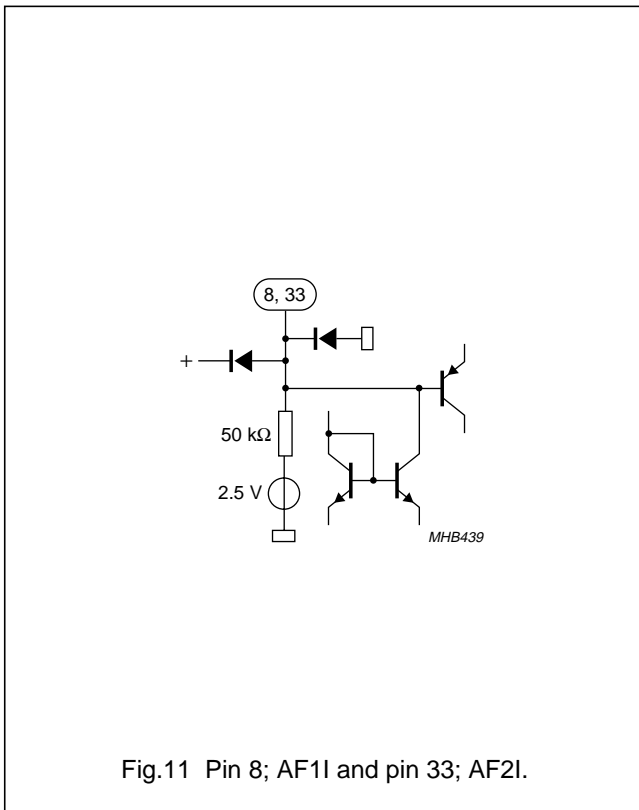 8, 33
+
50 kΩ
2.5 V
MHB439
Fig.11 Pin 8; AF1I and pin 33; AF2I.